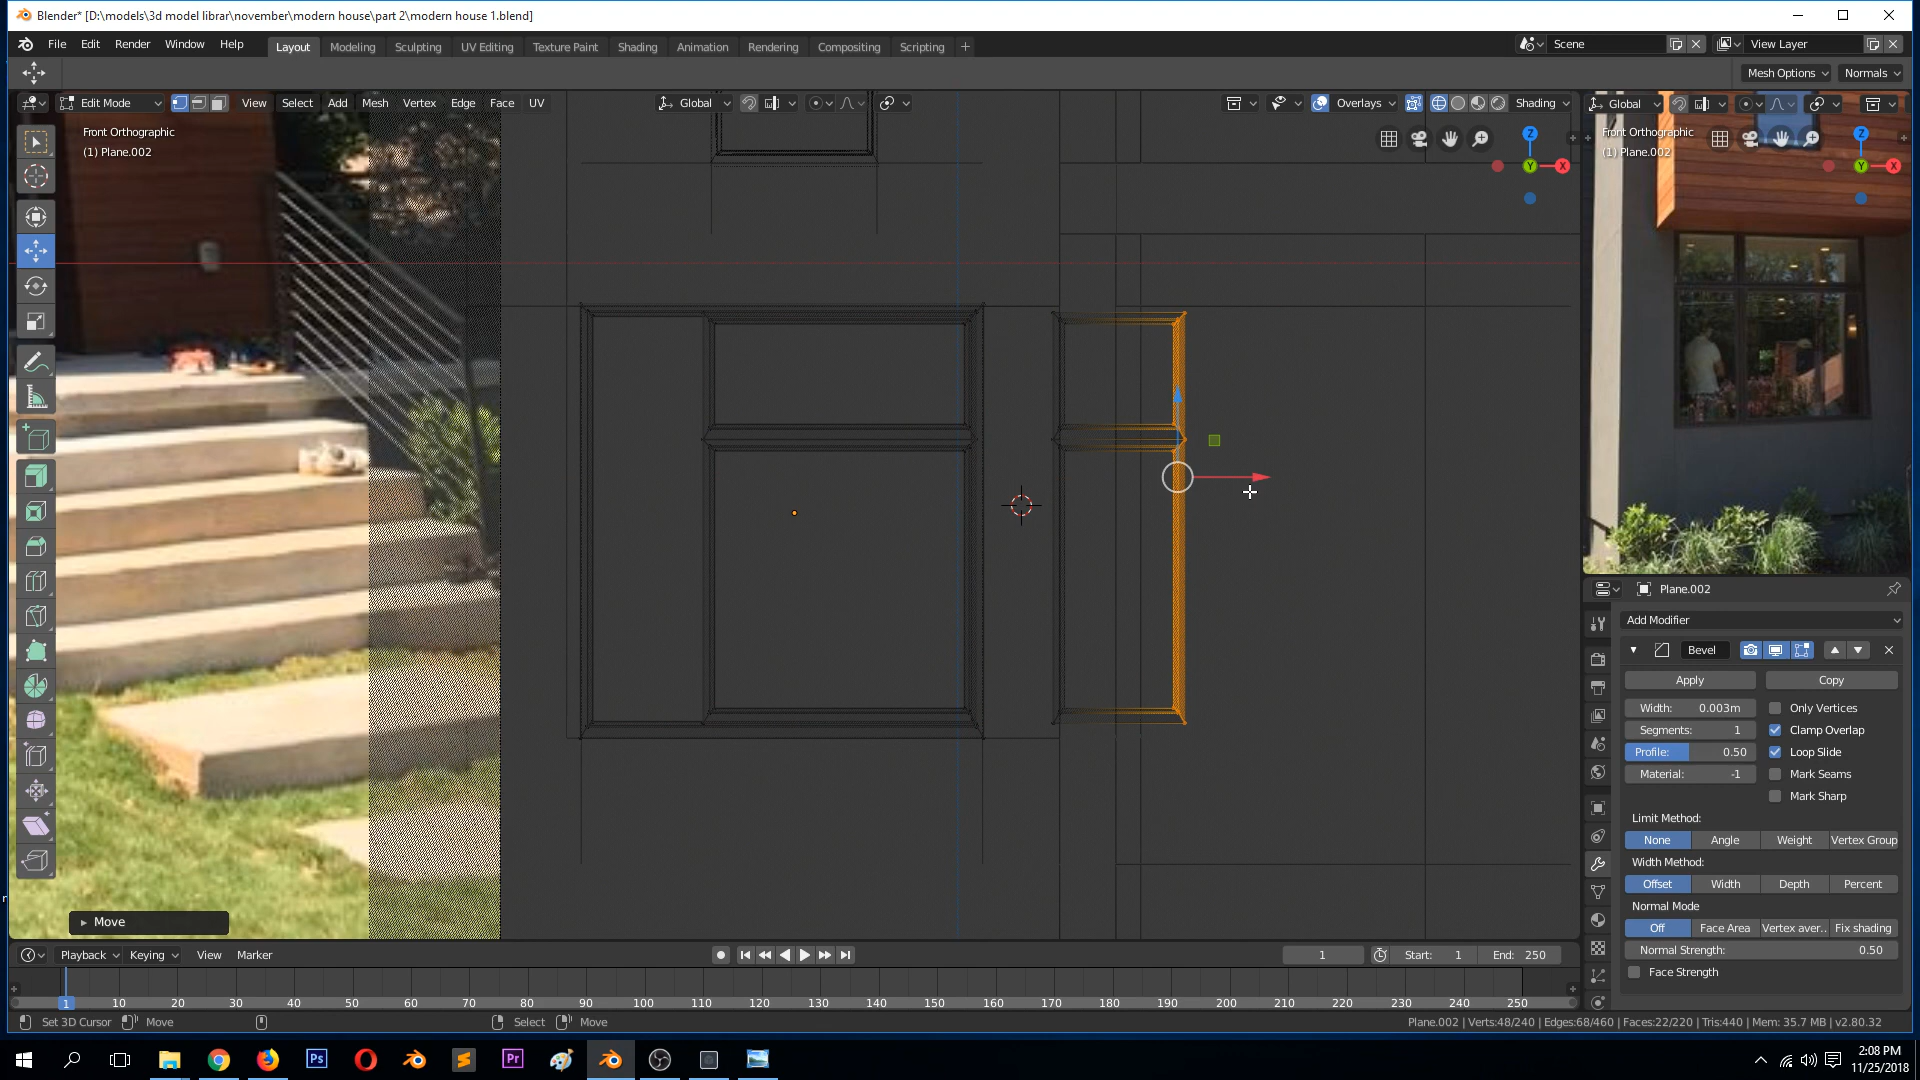 Blender* [D:\models\3d model librar\november\modern house\part 2\modern house 1.blend]
File Edit Render Window Help Layout Modeling Sculpting UV Editing Texture Paint Shading Animation Rendering Compositing Scripting + Scene View Layer
Mesh Options Normals
Edit Mode View Select Add Mesh Vertex Edge Face UV Global Overlays Shading Global
Front Orthographic
(1) Plane.002
Z
Y
X
Front Orthographic
(1) Plane.002
Z
Y
X
Plane.002
Add Modifier
Bevel
Apply Copy
Width: 0.003m Only Vertices
Segments: 1 Clamp Overlap
Profile: 0.50 Loop Slide
Material: -1 Mark Seams
Mark Sharp
Limit Method:
None Angle Weight Vertex Group
Width Method:
Offset Width Depth Percent
Normal Mode
Off Face Area Vertex aver.. Fix shading
Normal Strength: 0.50
Face Strength
Move
Playback Keying View Marker 1 Start: 1 End: 250
1 10 20 30 40 50 60 70 80 90 100 110 120 130 140 150 160 170 180 190 200 210 220 230 240 250
Set 3D Cursor Move Select Move Plane.002 | Verts:48/240 | Edges:68/460 | Faces:22/220 | Tris:440 | Mem: 35.7 MB | v2.80.32
Ps Pr
2:08 PM
11/25/2018